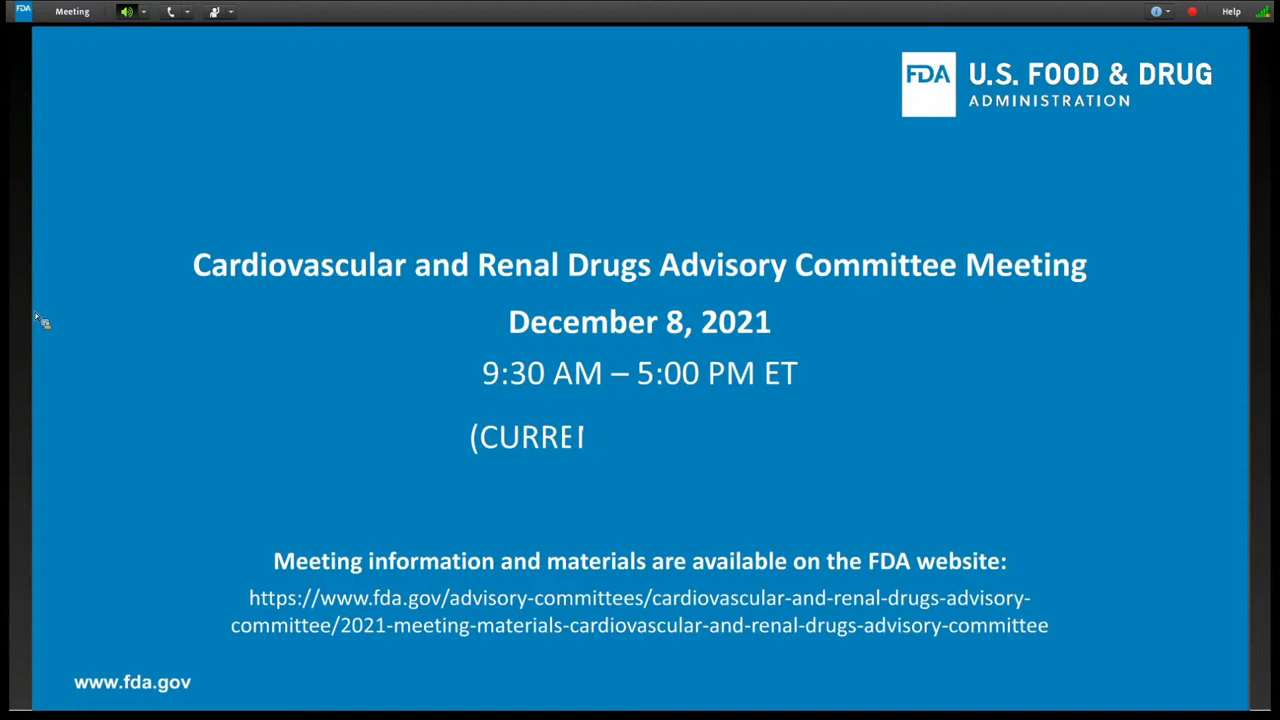 FDA Meeting Help
FDA U.S. FOOD & DRUG
ADMINISTRATION
Cardiovascular and Renal Drugs Advisory Committee Meeting
December 8, 2021
9:30 AM – 5:00 PM ET
(CURRE
Meeting information and materials are available on the FDA website:
https://www.fda.gov/advisory-committees/cardiovascular-and-renal-drugs-advisory-
committee/2021-meeting-materials-cardiovascular-and-renal-drugs-advisory-committee
www.fda.gov